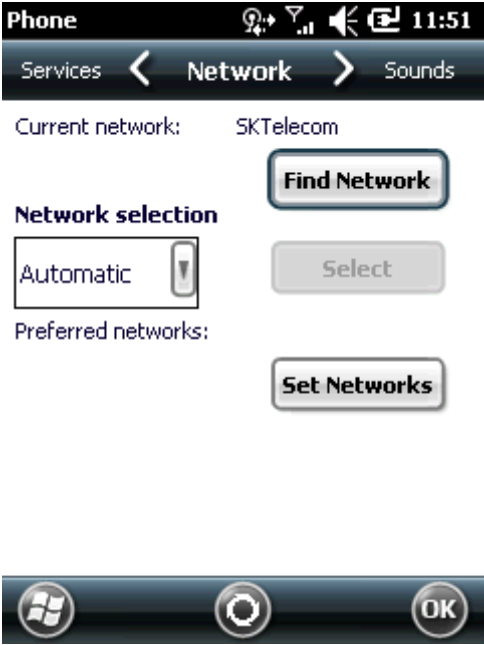 Phone 11:51
Services Network Sounds
Current network: SKTelecom
Find Network
Network selection
Automatic Select
Preferred networks:
Set Networks
OK